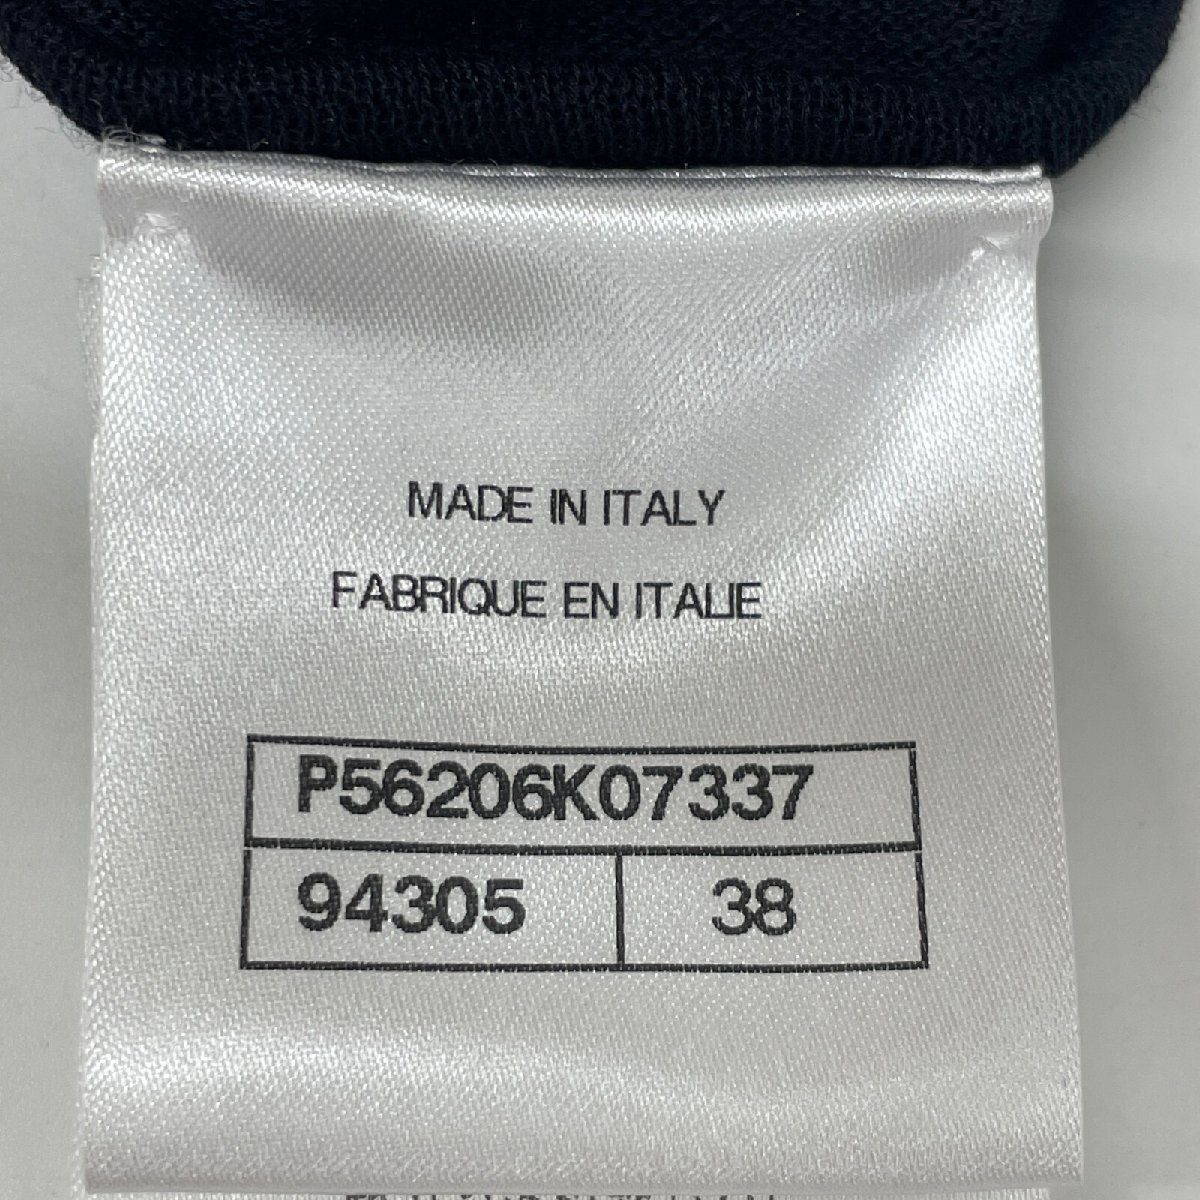 MADE IN ITALY
FABRIQUE EN ITALIE
P56206K07337
94305 38